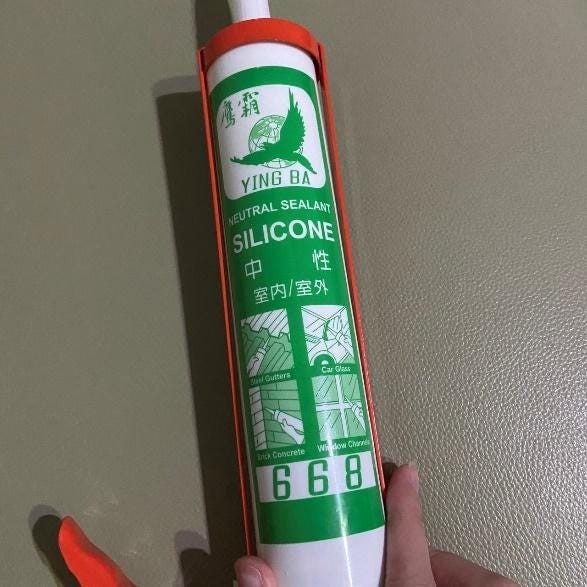 鹰霸
YING BA
NEUTRAL SEALANT
SILICONE
中 性
室内/室外
Steel Gutters
Car Glass
Brick Concrete
Window Channels
668